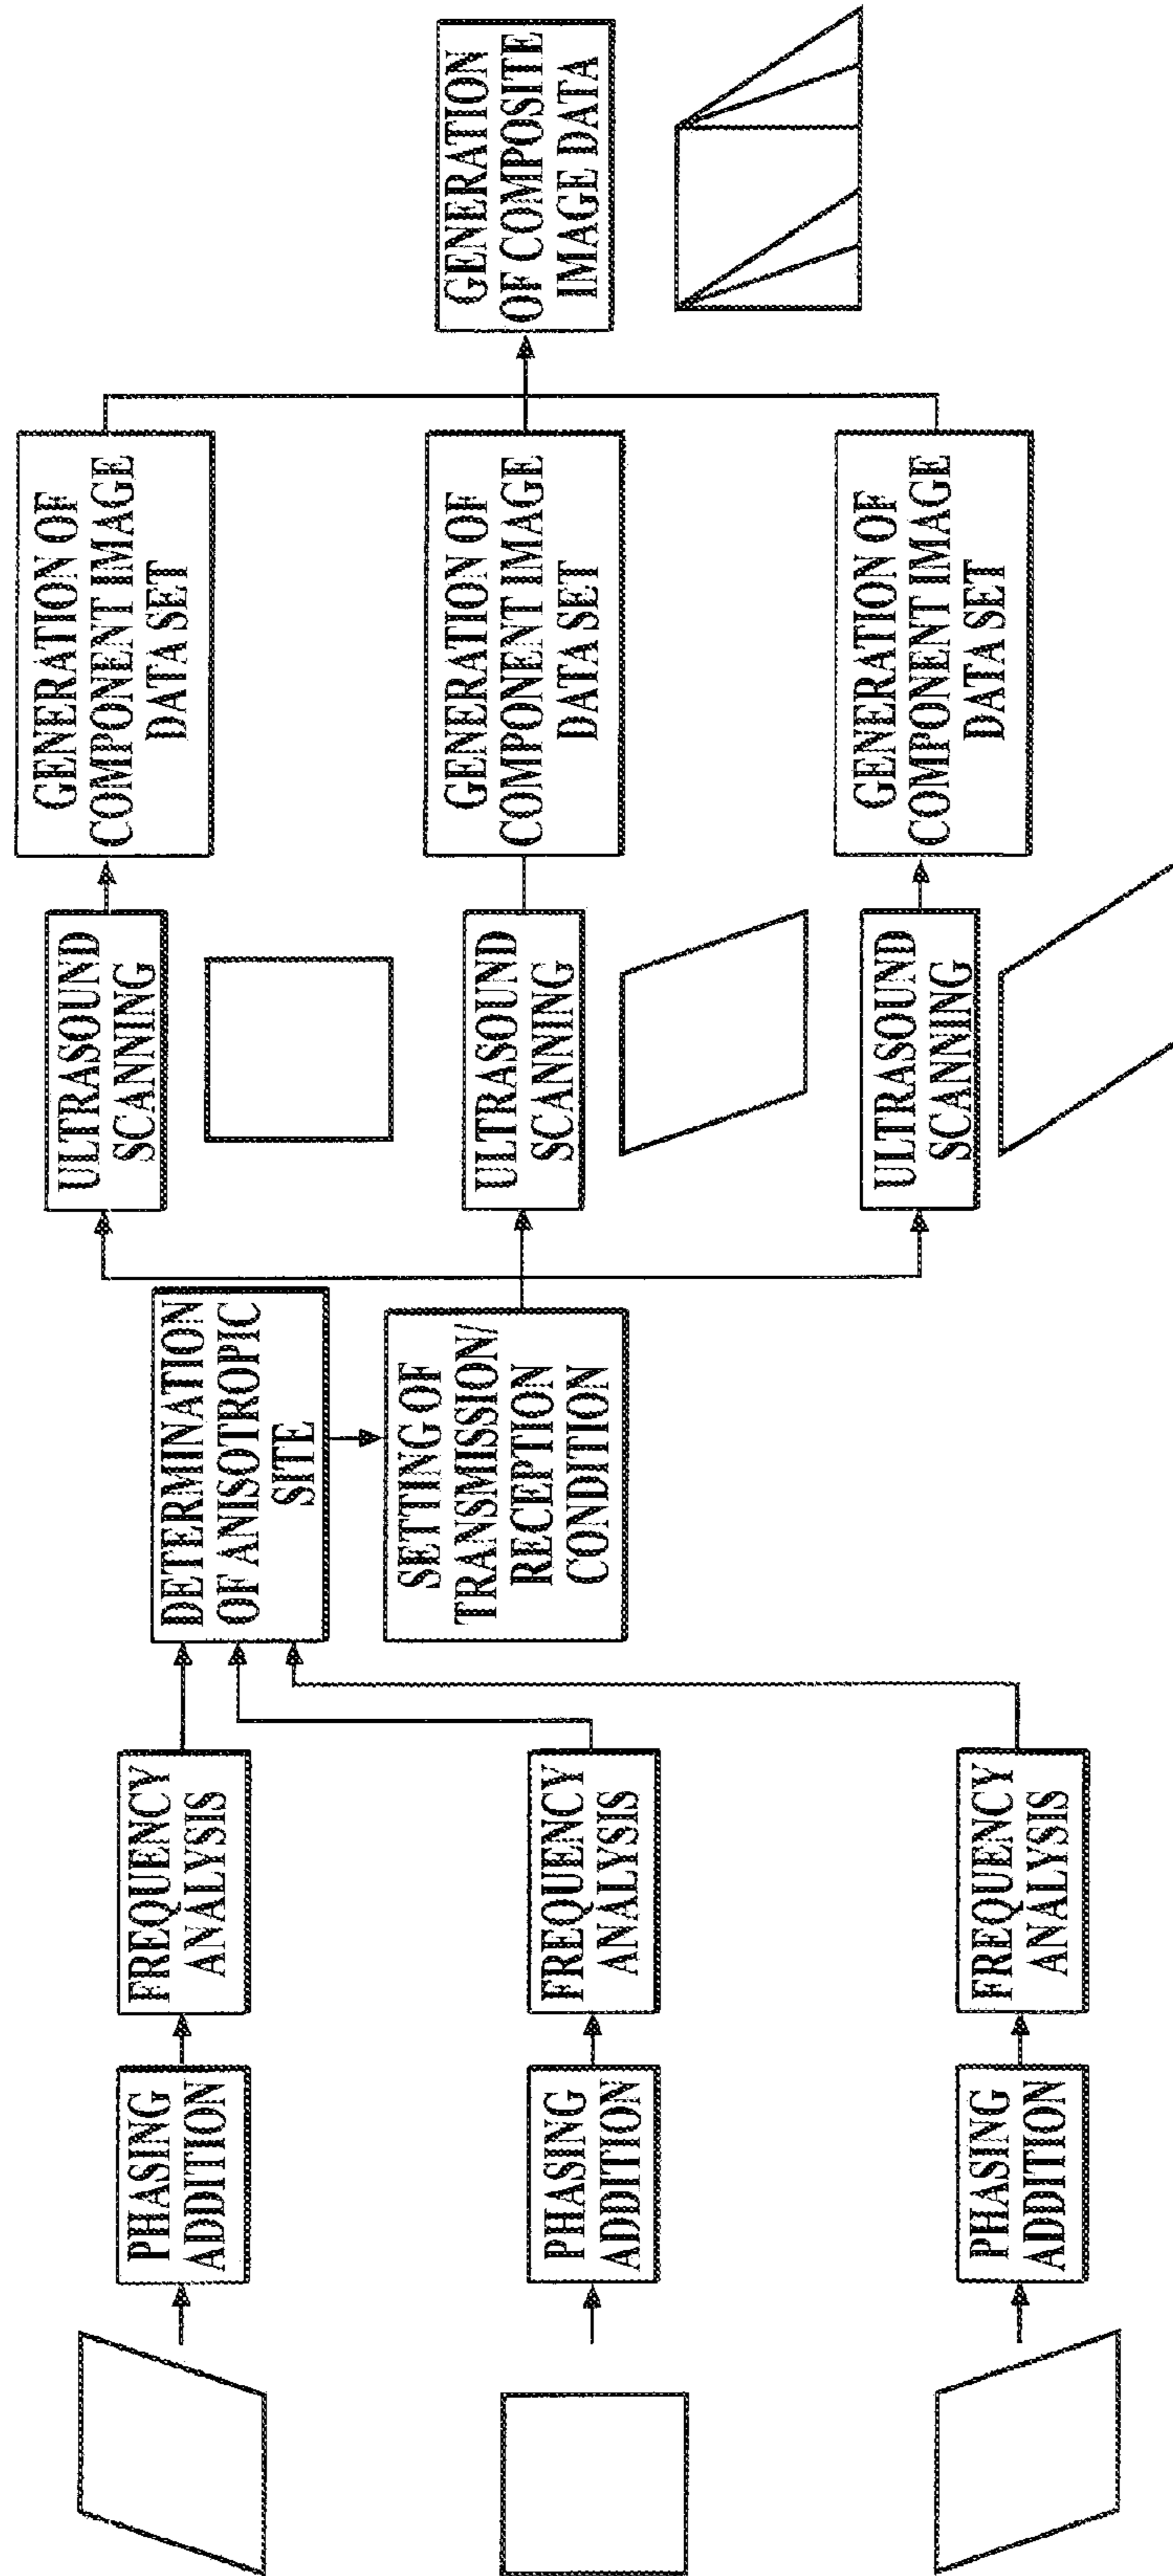 PHASING
ADDITION
FREQUENCY
ANALYSIS
PHASING
ADDITION
FREQUENCY
ANALYSIS
PHASING
ADDITION
FREQUENCY
ANALYSIS
DETERMINATION
OF ANISOTROPIC
SITE
SETTING OF
TRANSMISSION/
RECEPTION
CONDITION
ULTRASOUND
SCANNING
GENERATION OF
COMPONENT IMAGE
DATA SET
ULTRASOUND
SCANNING
GENERATION OF
COMPONENT IMAGE
DATA SET
ULTRASOUND
SCANNING
GENERATION OF
COMPONENT IMAGE
DATA SET
GENERATION
OF COMPOSITE
IMAGE DATA